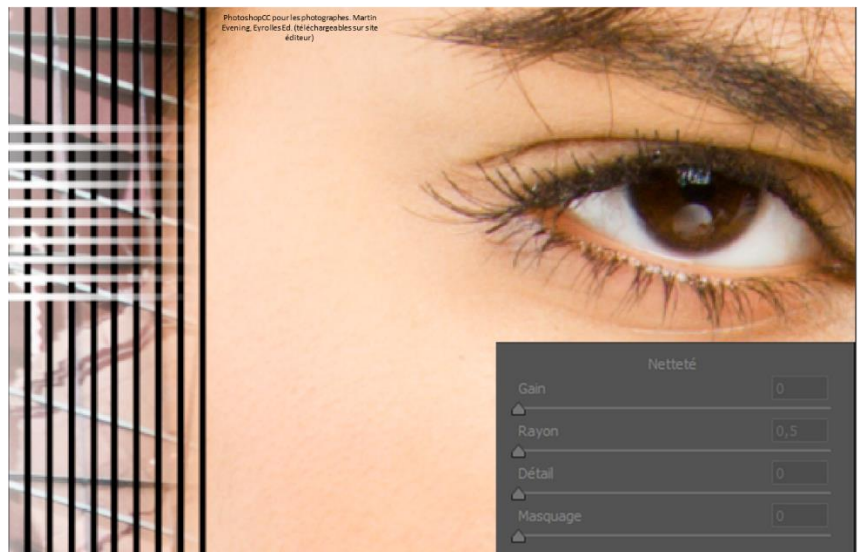 PhotoshopCC pour les photographes. Martin
Evening, Eyrolles Ed. (téléchargeables sur site
éditeur)
Netteté
Gain 0
Rayon 0,5
Détail 0
Masquage 0